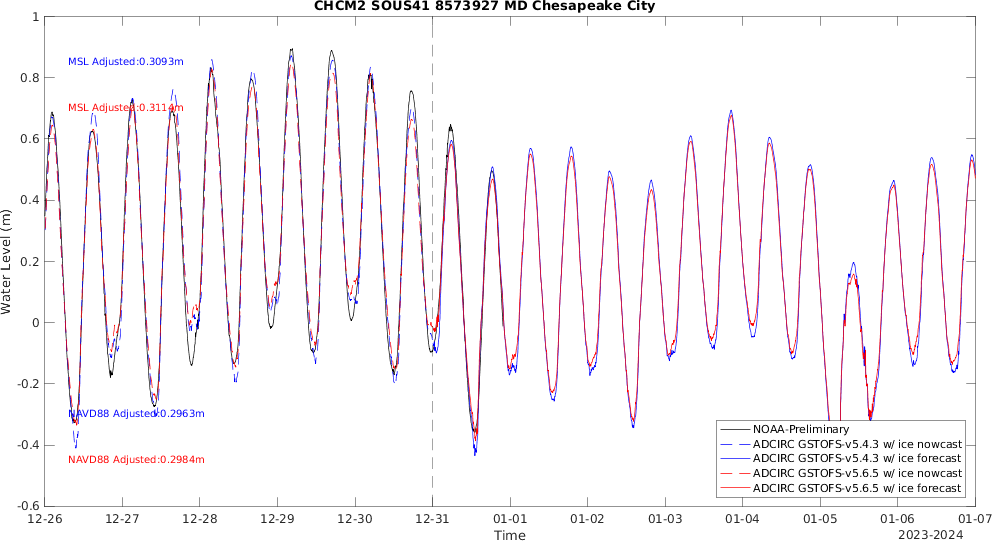 CHCM2 SOUS41 8573927 MD Chesapeake City
1
0.8
0.6
0.4
0.2
0
-0.2
-0.4
-0.6
Water Level (m)
MSL Adjusted:0.3093m
MSL Adjusted:0.3114m
NAVD88 Adjusted:0.2963m
NAVD88 Adjusted:0.2984m
NOAA-Preliminary
ADCIRC GSTOFS-v5.4.3 w/ ice nowcast
ADCIRC GSTOFS-v5.4.3 w/ ice forecast
ADCIRC GSTOFS-v5.6.5 w/ ice nowcast
ADCIRC GSTOFS-v5.6.5 w/ ice forecast
12-26 12-27 12-28 12-29 12-30 12-31 01-01 01-02 01-03 01-04 01-05 01-06 01-07
Time
2023-2024